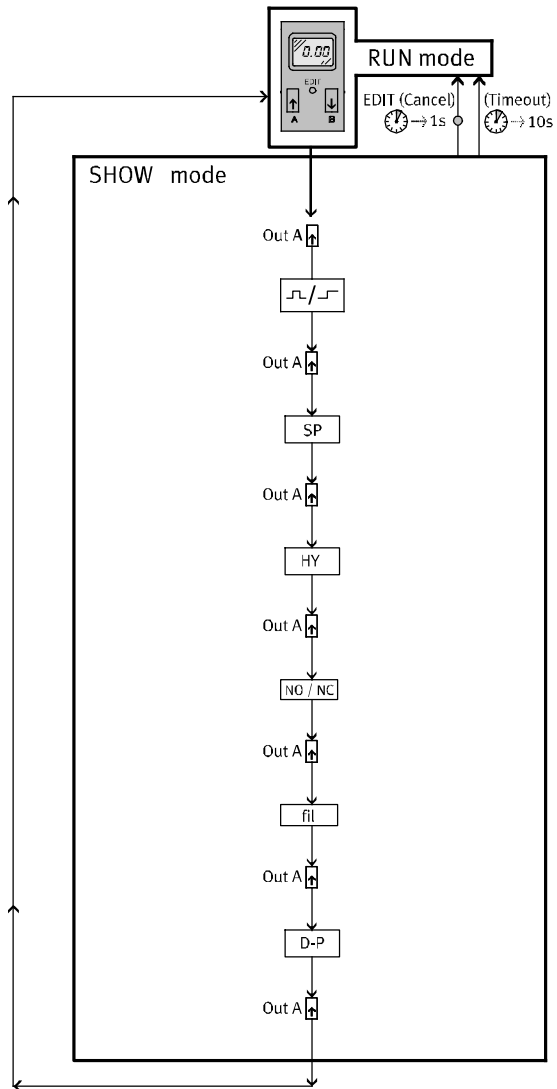 0.00
EDIT
A B
RUN mode
EDIT (Cancel)
1s
(Timeout)
10s
SHOW mode
Out A
Out A
SP
Out A
HY
Out A
NO / NC
Out A
fil
Out A
D-P
Out A